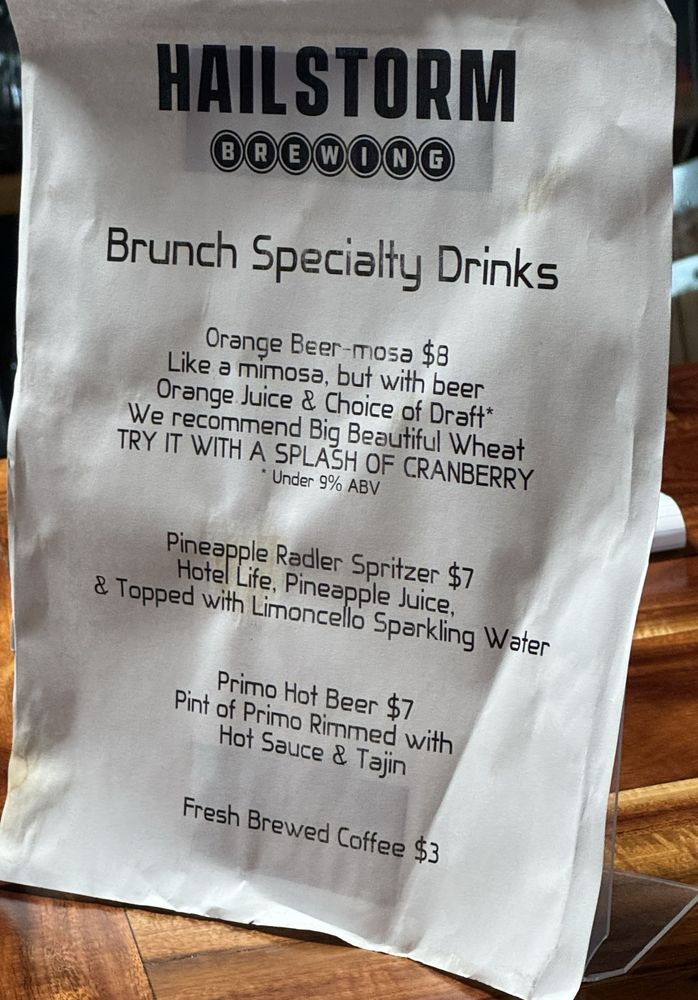 HAILSTORM
BREWING
Brunch Specialty Drinks
Orange Beer-mosa $8
Like a mimosa, but with beer
Orange Juice & Choice of Draft*
We recommend Big Beautiful Wheat
TRY IT WITH A SPLASH OF CRANBERRY
* Under 9% ABV
Pineapple Radler Spritzer $7
Hotel Life, Pineapple Juice,
& Topped with Limoncello Sparkling Water
Primo Hot Beer $7
Pint of Primo Rimmed with
Hot Sauce & Tajin
Fresh Brewed Coffee $3